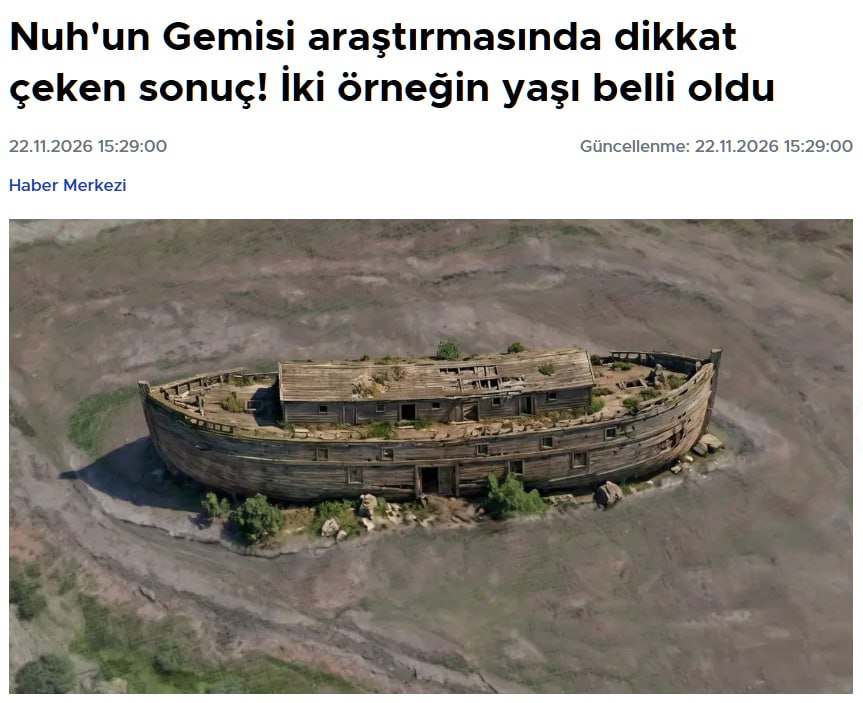 Nuh'un Gemisi araştırmasında dikkat
çeken sonuç! İki örneğin yaşı belli oldu
22.11.2026 15:29:00
Güncellenme: 22.11.2026 15:29:00
Haber Merkezi